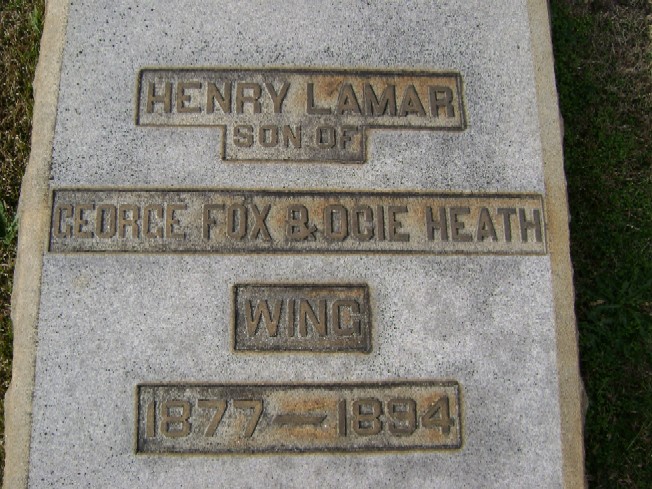 HENRY LAMAR
SON OF
GEORGE FOX & OGIE HEATH
WING
1877 — 1894